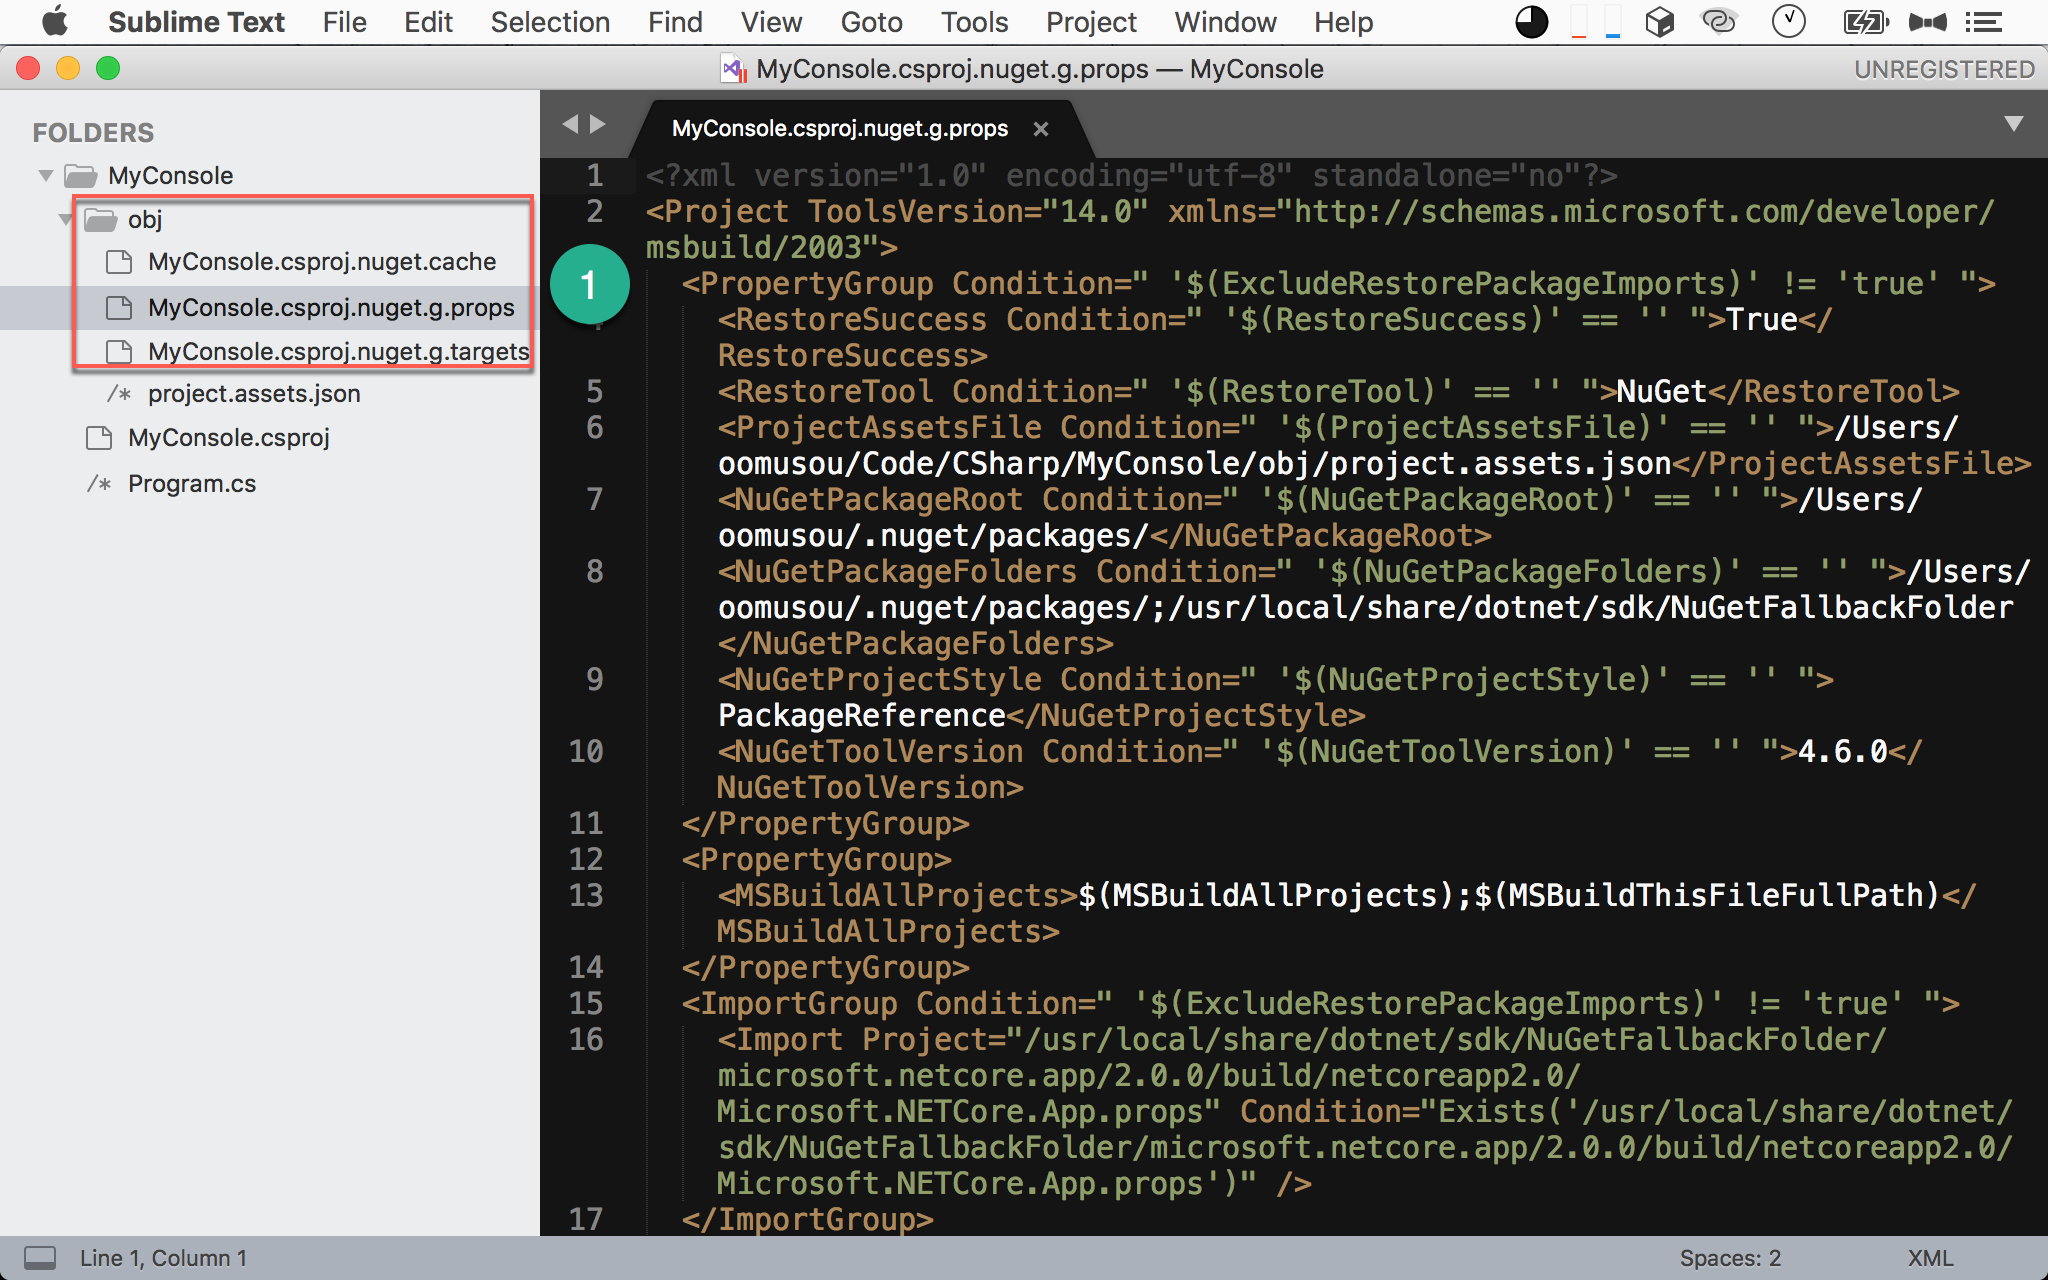 Sublime Text File Edit Selection Find View Goto Tools Project Window Help
MyConsole.csproj.nuget.g.props — MyConsole
UNREGISTERED
FOLDERS
MyConsole
obj
MyConsole.csproj.nuget.cache
MyConsole.csproj.nuget.g.props
MyConsole.csproj.nuget.g.targets
/* project.assets.json
MyConsole.csproj
/* Program.cs
MyConsole.csproj.nuget.g.props ×
1
1 <?xml version="1.0" encoding="utf-8" standalone="no"?>
2 <Project ToolsVersion="14.0" xmlns="http://schemas.microsoft.com/developer/
msbuild/2003">
<PropertyGroup Condition=" '$(ExcludeRestorePackageImports)' != 'true' ">
<RestoreSuccess Condition=" '$(RestoreSuccess)' == '' ">True</
RestoreSuccess>
5 <RestoreTool Condition=" '$(RestoreTool)' == '' ">NuGet</RestoreTool>
6 <ProjectAssetsFile Condition=" '$(ProjectAssetsFile)' == '' ">/Users/
oomusou/Code/CSharp/MyConsole/obj/project.assets.json</ProjectAssetsFile>
7 <NuGetPackageRoot Condition=" '$(NuGetPackageRoot)' == '' ">/Users/
oomusou/.nuget/packages/</NuGetPackageRoot>
8 <NuGetPackageFolders Condition=" '$(NuGetPackageFolders)' == '' ">/Users/
oomusou/.nuget/packages/;/usr/local/share/dotnet/sdk/NuGetFallbackFolder
</NuGetPackageFolders>
9 <NuGetProjectStyle Condition=" '$(NuGetProjectStyle)' == '' ">
PackageReference</NuGetProjectStyle>
10 <NuGetToolVersion Condition=" '$(NuGetToolVersion)' == '' ">4.6.0</
NuGetToolVersion>
11 </PropertyGroup>
12 <PropertyGroup>
13 <MSBuildAllProjects>$(MSBuildAllProjects);$(MSBuildThisFileFullPath)</
MSBuildAllProjects>
14 </PropertyGroup>
15 <ImportGroup Condition=" '$(ExcludeRestorePackageImports)' != 'true' ">
16 <Import Project="/usr/local/share/dotnet/sdk/NuGetFallbackFolder/
microsoft.netcore.app/2.0.0/build/netcoreapp2.0/
Microsoft.NETCore.App.props" Condition="Exists('/usr/local/share/dotnet/
sdk/NuGetFallbackFolder/microsoft.netcore.app/2.0.0/build/netcoreapp2.0/
Microsoft.NETCore.App.props')" />
17 </ImportGroup>
Line 1, Column 1
Spaces: 2
XML